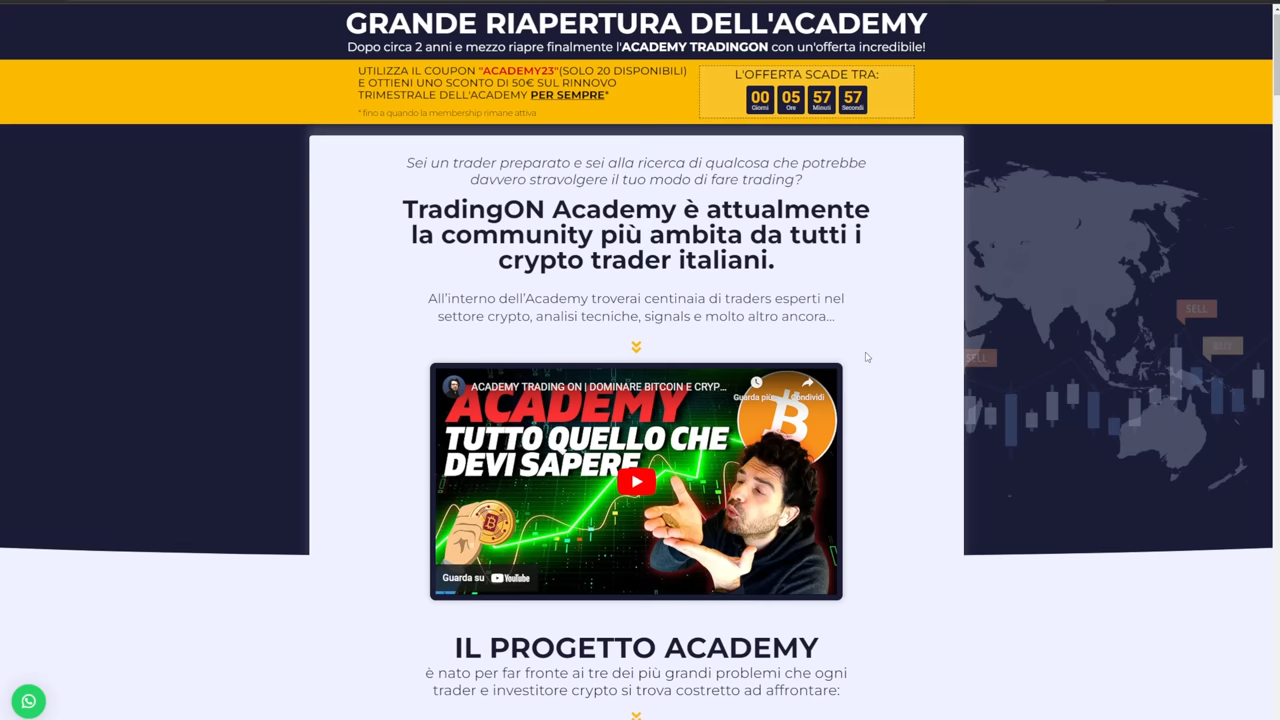 GRANDE RIAPERTURA DELL'ACADEMY
Dopo circa 2 anni e mezzo riapre finalmente l'ACADEMY TRADINGON con un'offerta incredibile!
UTILIZZA IL COUPON "ACADEMY23"(SOLO 20 DISPONIBILI)
E OTTIENI UNO SCONTO DI 50€ SUL RINNOVO
TRIMESTRALE DELL'ACADEMY PER SEMPRE*
* fino a quando la membership rimane attiva
L'OFFERTA SCADE TRA:
00 05 57 57
Giorni Ore Minuti Secondi
Sei un trader preparato e sei alla ricerca di qualcosa che potrebbe
davvero stravolgere il tuo modo di fare trading?
TradingON Academy è attualmente
la community più ambita da tutti i
crypto trader italiani.
All'interno dell'Academy troverai centinaia di traders esperti nel
settore crypto, analisi tecniche, signals e molto altro ancora...
SELL
BUY
SELL
ACADEMY TRADING ON | DOMINARE BITCOIN E CRYP...
Guarda più... Condividi
ACADEMY
TUTTO QUELLO CHE
DEVI SAPERE
Guarda su YouTube
IL PROGETTO ACADEMY
è nato per far fronte ai tre dei più grandi problemi che ogni
trader e investitore crypto si trova costretto ad affrontare: